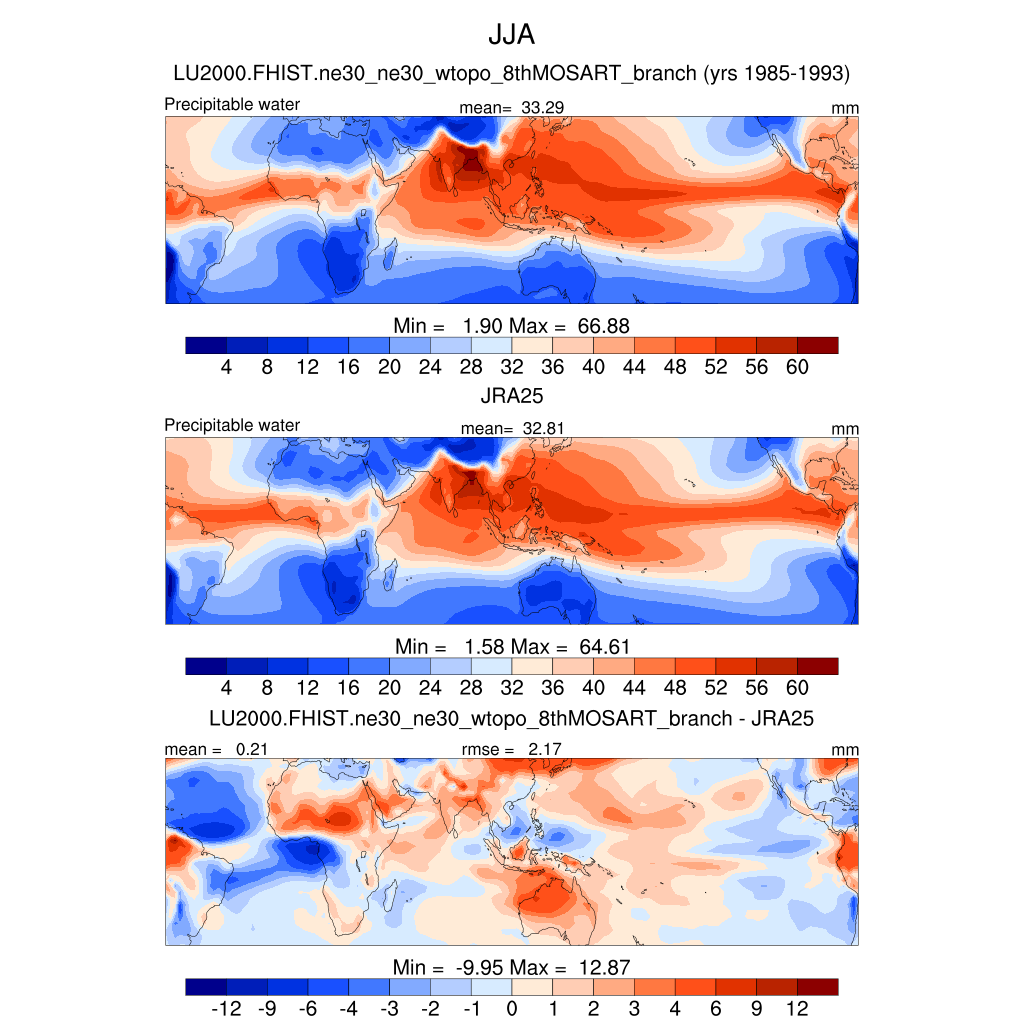 JJA
LU2000.FHIST.ne30_ne30_wtopo_8thMOSART_branch (yrs 1985-1993)
Precipitable water mean= 33.29 mm
Min = 1.90 Max = 66.88
4 8 12 16 20 24 28 32 36 40 44 48 52 56 60
JRA25
Precipitable water mean= 32.81 mm
Min = 1.58 Max = 64.61
4 8 12 16 20 24 28 32 36 40 44 48 52 56 60
LU2000.FHIST.ne30_ne30_wtopo_8thMOSART_branch - JRA25
mean = 0.21 rmse = 2.17 mm
Min = -9.95 Max = 12.87
-12 -9 -6 -4 -3 -2 -1 0 1 2 3 4 6 9 12